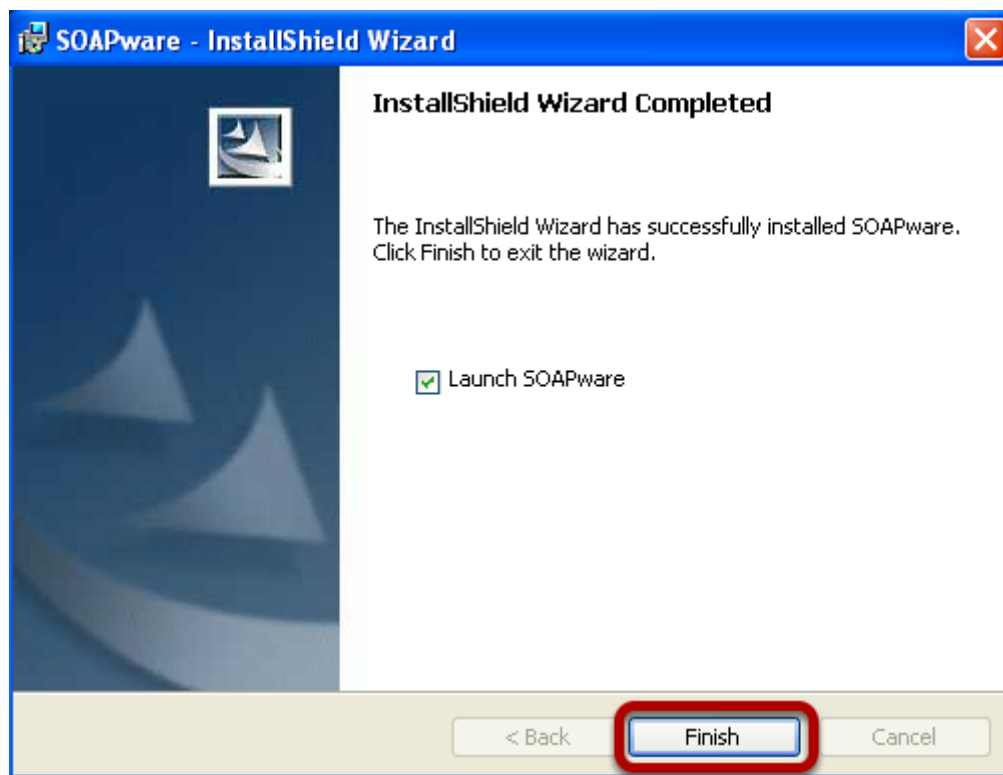 SOAPware - InstallShield Wizard
InstallShield Wizard Completed
The InstallShield Wizard has successfully installed SOAPware.
Click Finish to exit the wizard.
Launch SOAPware
< Back
Finish
Cancel